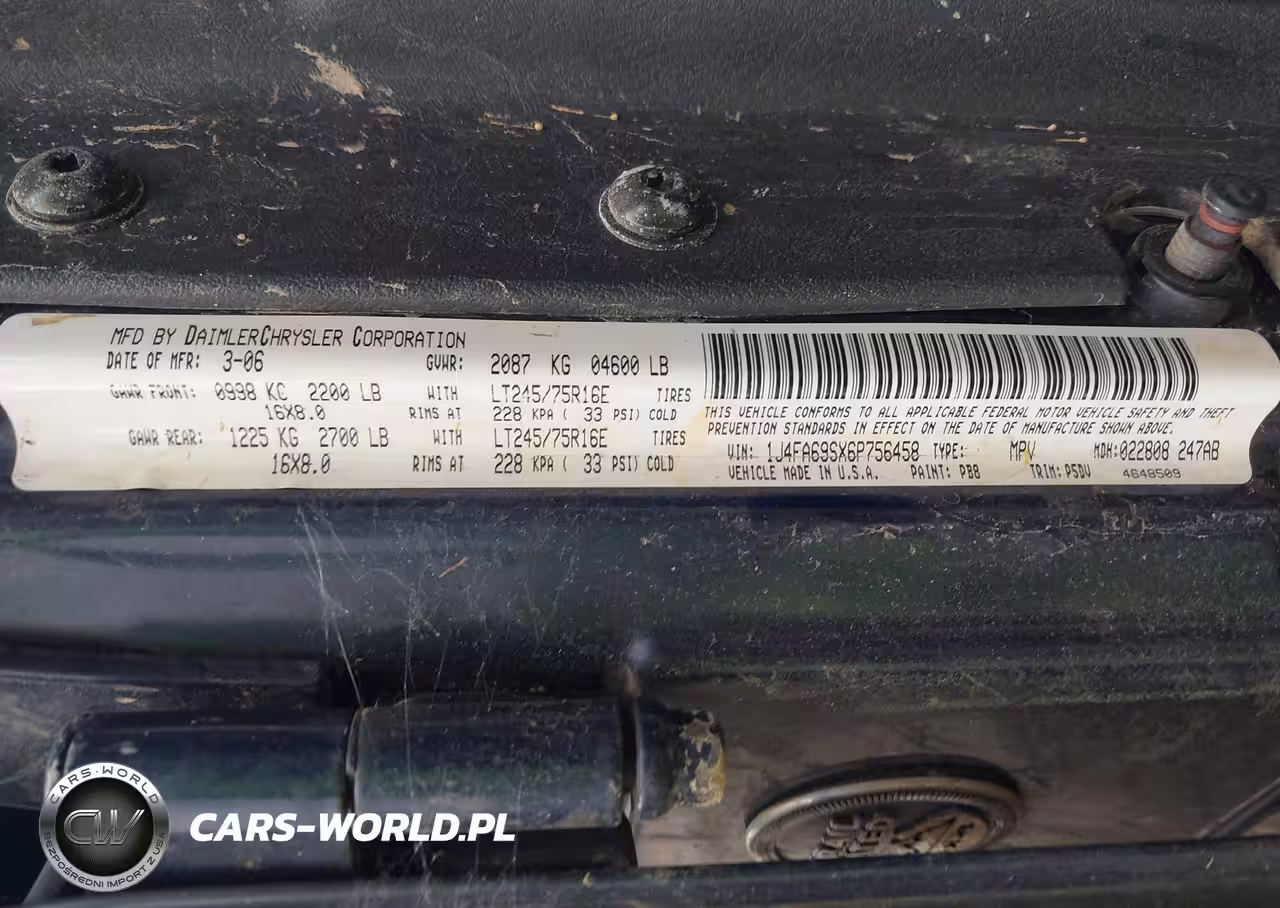 MFD BY DAIMLERCHRYSLER CORPORATION
DATE OF MFR: 3-06 GVWR: 2087 KG 04600 LB
GAWR FRONT: 0998 KG 2200 LB WITH LT245/75R16E TIRES
16X8.0 RIMS AT 228 KPA ( 33 PSI) COLD
GAWR REAR: 1225 KG 2700 LB WITH LT245/75R16E TIRES
16X8.0 RIMS AT 228 KPA ( 33 PSI) COLD
THIS VEHICLE CONFORMS TO ALL APPLICABLE FEDERAL MOTOR VEHICLE SAFETY AND THEFT
PREVENTION STANDARDS IN EFFECT ON THE DATE OF MANUFACTURE SHOWN ABOVE.
VIN: 1J4FA69SX6P756458 TYPE: MPV MDH:022808 247AB
VEHICLE MADE IN U.S.A. PAINT: PB8 TRIM: P5DV 4648509
CARS-WORLD
CW
BEZPOŚREDNI IMPORT Z USA
CARS-WORLD.PL